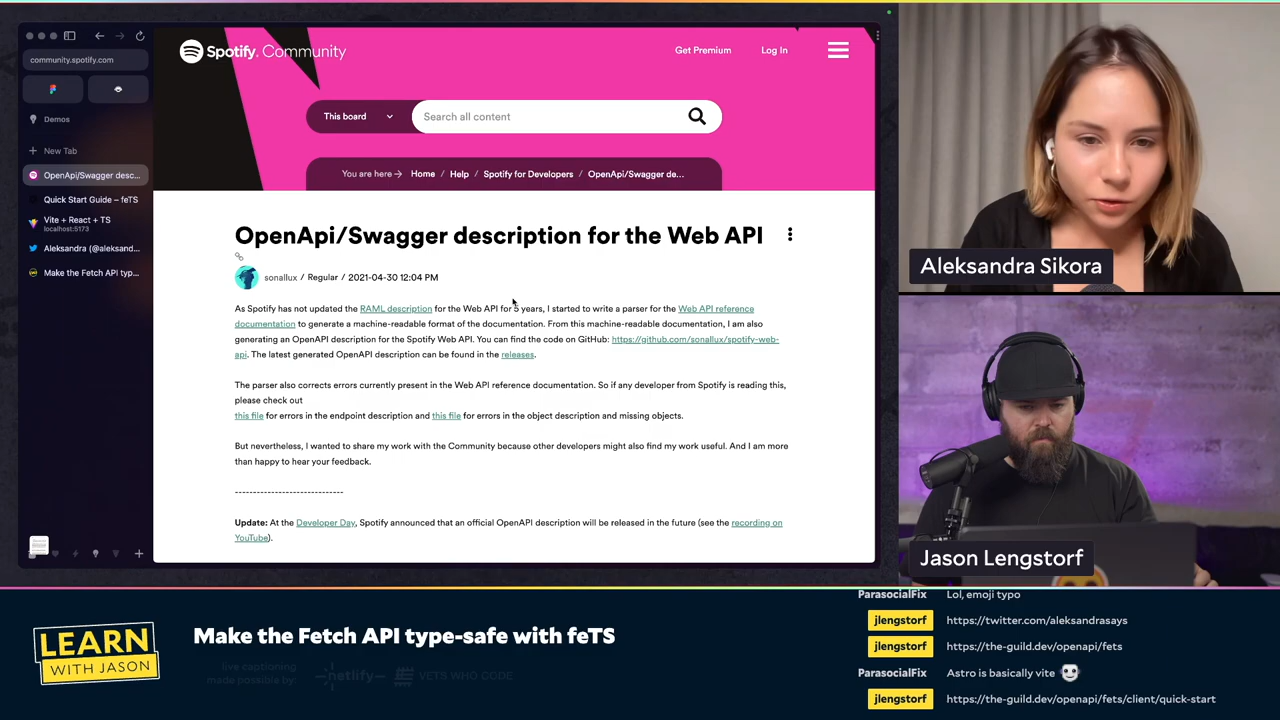 community.spotify.com
Demos
New Tab
OpenApi/Swagger desc...
Quick Start Guide – feTS
Vite + React + TS
localhost:5173
Aleksandra (@aleksand...
Make the Fetch API typ...
Spotify Community
Get Premium
Log In
This board
Search all content
You are here
Home / Help / Spotify for Developers / OpenApi/Swagger de...
OpenApi/Swagger description for the Web API
sonallux / Regular / 2021-04-30 12:04 PM
As Spotify has not updated the RAML description for the Web API for 5 years, I started to write a parser for the Web API reference
documentation to generate a machine-readable format of the documentation. From this machine-readable documentation, I am also
generating an OpenAPI description for the Spotify Web API. You can find the code on GitHub: https://github.com/sonallux/spotify-web-
api. The latest generated OpenAPI description can be found in the releases.
The parser also corrects errors currently present in the Web API reference documentation. So if any developer from Spotify is reading this,
please check out
this file for errors in the endpoint description and this file for errors in the object description and missing objects.
But nevertheless, I wanted to share my work with the Community because other developers might also find my work useful. And I am more
than happy to hear your feedback.
------------------------------
Update: At the Developer Day, Spotify announced that an official OpenAPI description will be released in the future (see the recording on
YouTube).
Aleksandra Sikora
Jason Lengstorf
LEARN
WITH JASON
Make the Fetch API type-safe with feTS
live captioning
made possible by:
netlify
VETS WHO CODE
ParasocialFix Lol, emoji typo
jlengstorf https://twitter.com/aleksandrasays
jlengstorf https://the-guild.dev/openapi/fets
ParasocialFix Astro is basically vite
jlengstorf https://the-guild.dev/openapi/fets/client/quick-start